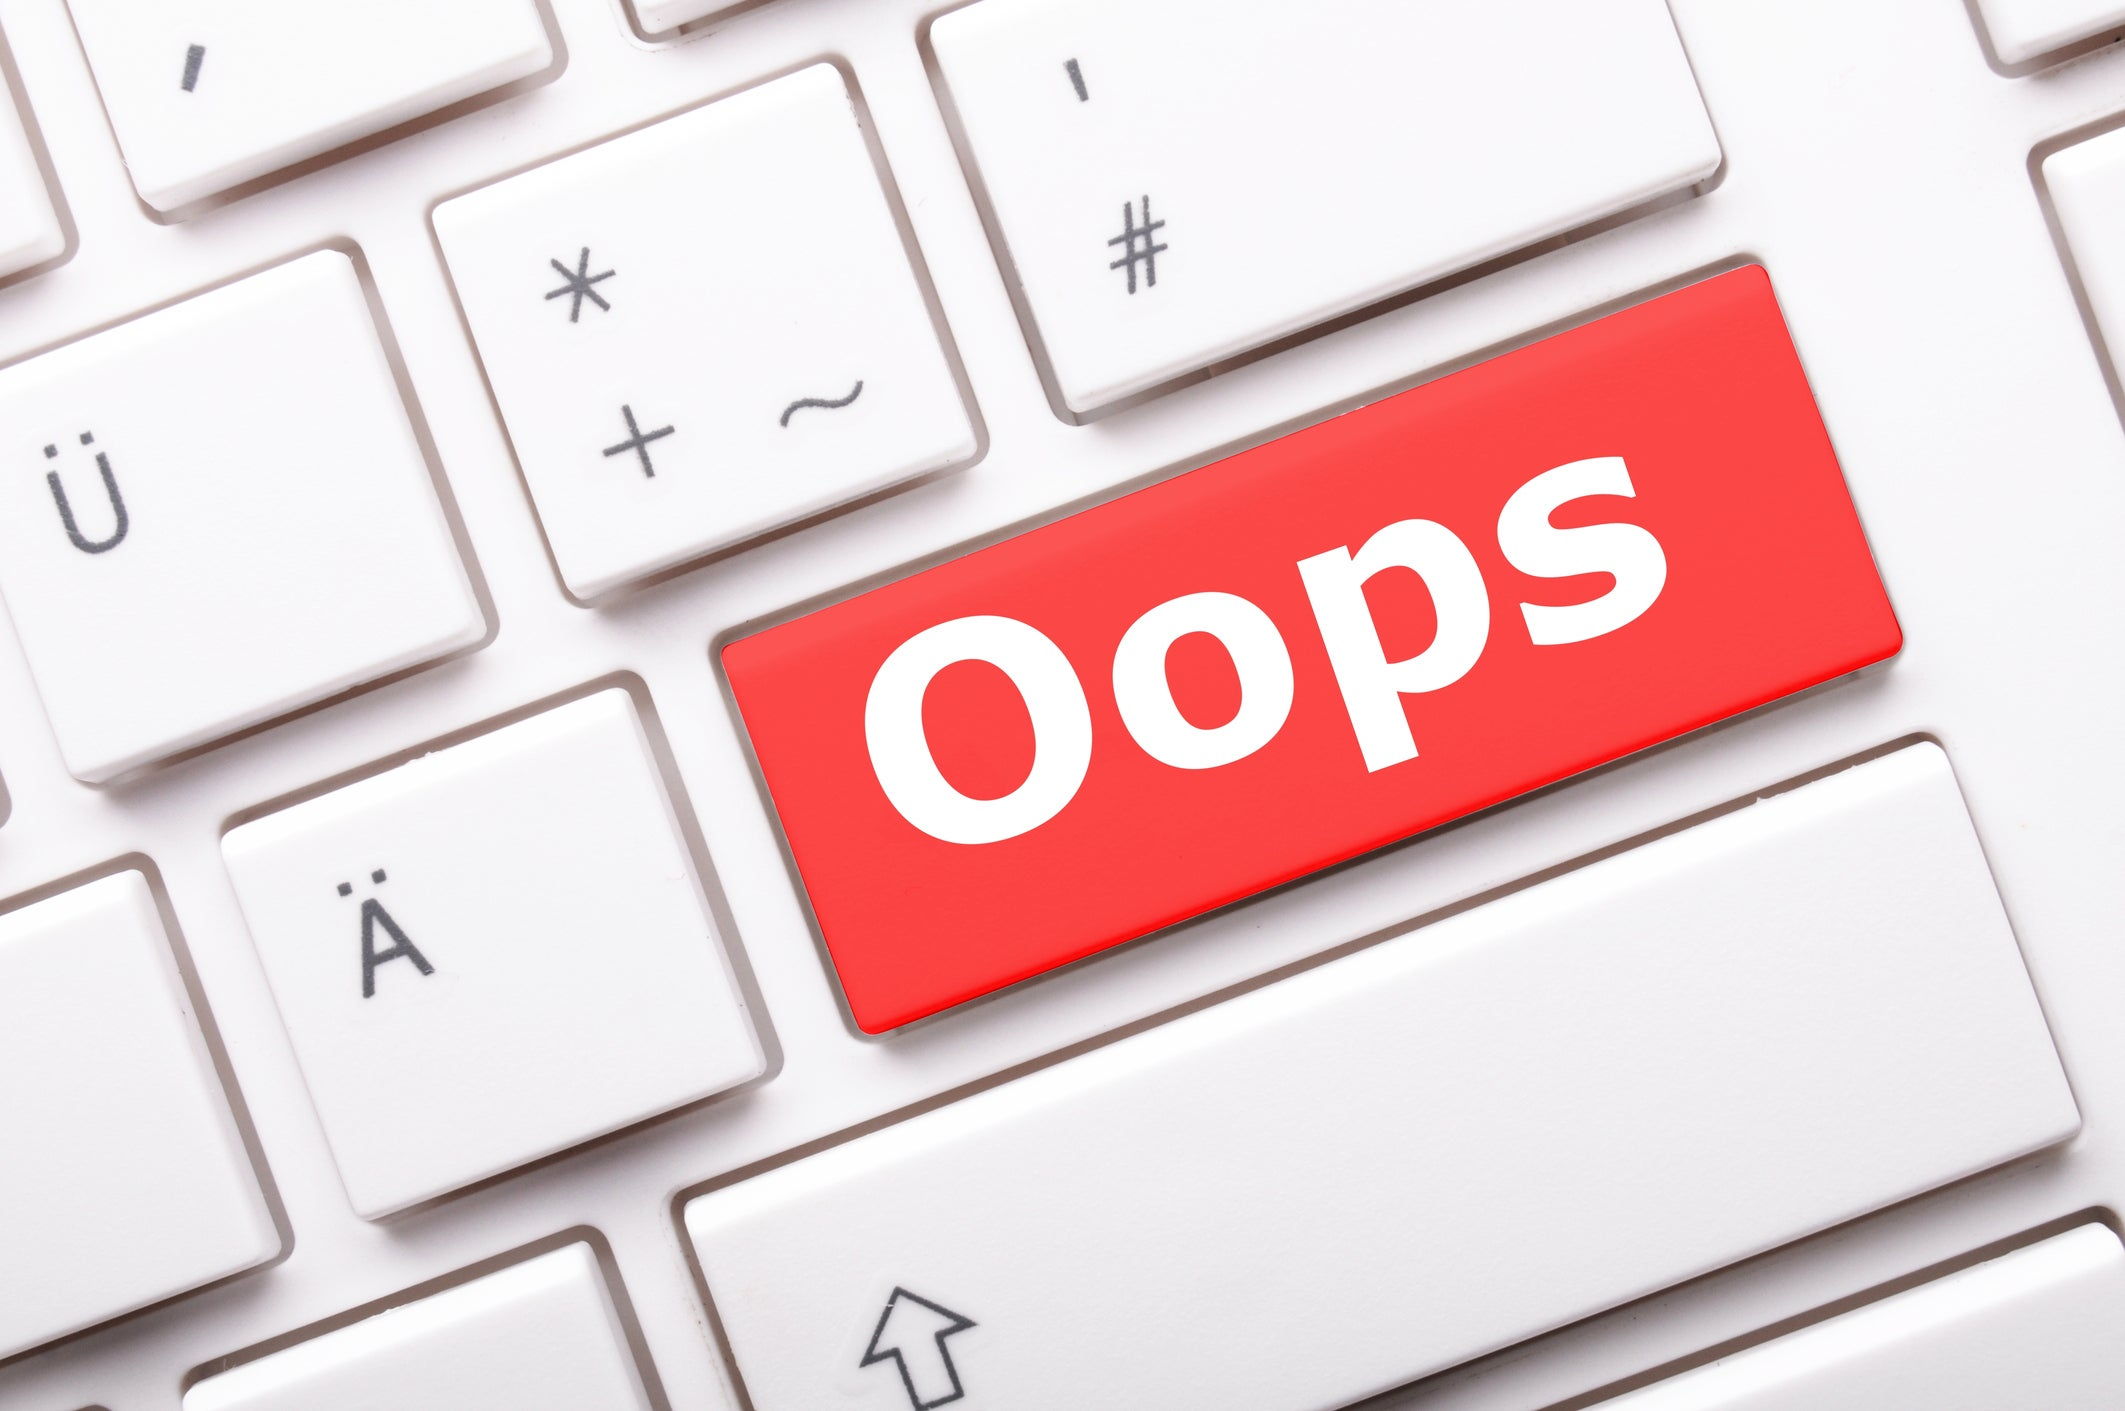 '
#
*
+ ~
Ü
Oops
Ä